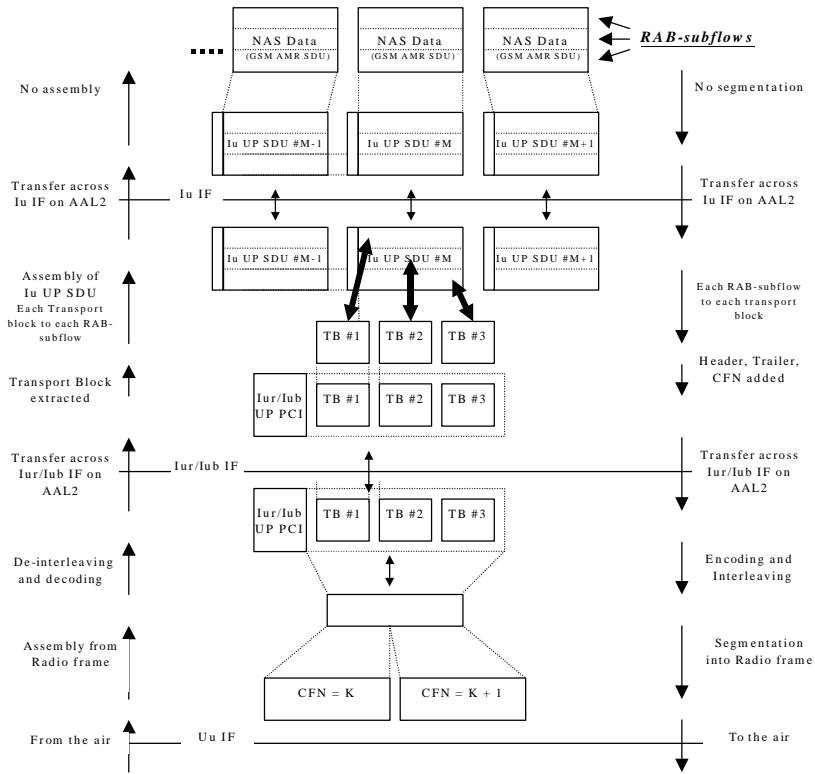 NAS Data
(GSM AMR SDU)
NAS Data
(GSM AMR SDU)
NAS Data
(GSM AMR SDU)
RAB-subflows
No assembly
No segmentation
Iu UP SDU #M-1
Iu UP SDU #M
Iu UP SDU #M+1
Transfer across
Iu IF on AAL2
Iu IF
Transfer across
Iu IF on AAL2
Iu UP SDU #M-1
Iu UP SDU #M
Iu UP SDU #M+1
Assembly of
Iu UP SDU
Each Transport
block to each RAB-
subflow
Each RAB-subflow
to each transport
block
TB #1
TB #2
TB #3
Transport Block
extracted
Iur/Iub
UP PCI
TB #1
TB #2
TB #3
Header, Trailer,
CFN added
Transfer across
Iur/Iub IF on
AAL2
Iur/Iub IF
Transfer across
Iur/Iub IF on
AAL2
Iur/Iub
UP PCI
TB #1
TB #2
TB #3
De-interleaving
and decoding
Encoding and
Interleaving
Assembly from
Radio frame
Segmentation
into Radio frame
CFN = K
CFN = K + 1
From the air
Uu IF
To the air